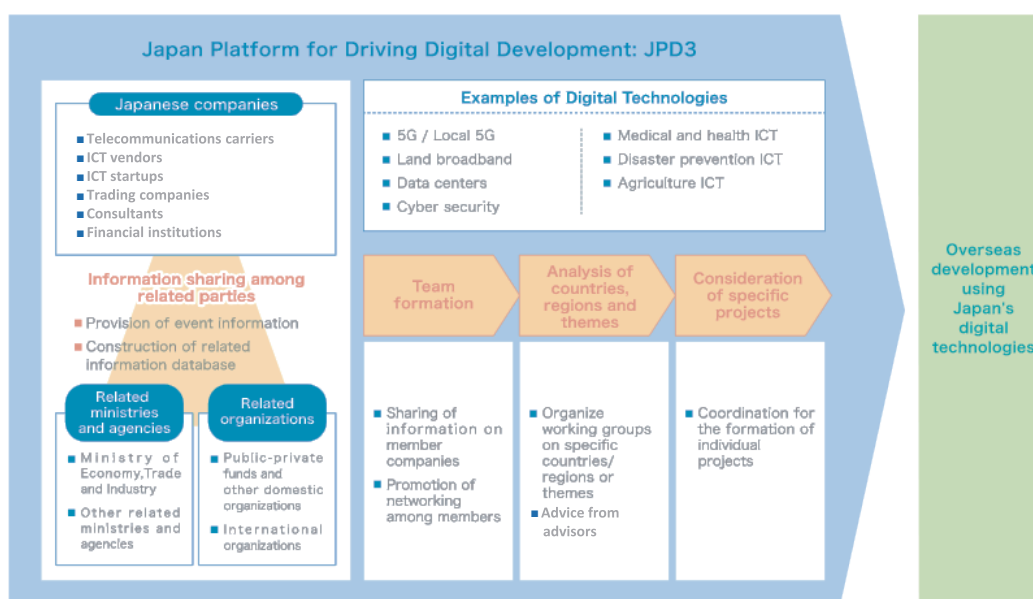 Japan Platform for Driving Digital Development: JPD3
Japanese companies
Telecommunications carriers
ICT vendors
ICT startups
Trading companies
Consultants
Financial institutions
Information sharing among
related parties
Provision of event information
Construction of related
information database
Related
ministries
and agencies
Ministry of
Economy,Trade
and Industry
Other related
ministries and
agencies
Related
organizations
Public-private
funds and
other domestic
organizations
International
organizations
Examples of Digital Technologies
5G / Local 5G
Land broadband
Data centers
Cyber security
Medical and health ICT
Disaster prevention ICT
Agriculture ICT
Team
formation
Sharing of
information on
member
companies
Promotion of
networking
among members
Analysis of
countries,
regions and
themes
Organize
working groups
on specific
countries/
regions or
themes
Advice from
advisors
Consideration
of specific
projects
Coordination for
the formation of
individual
projects
Overseas
development
using
Japan's
digital
technologies